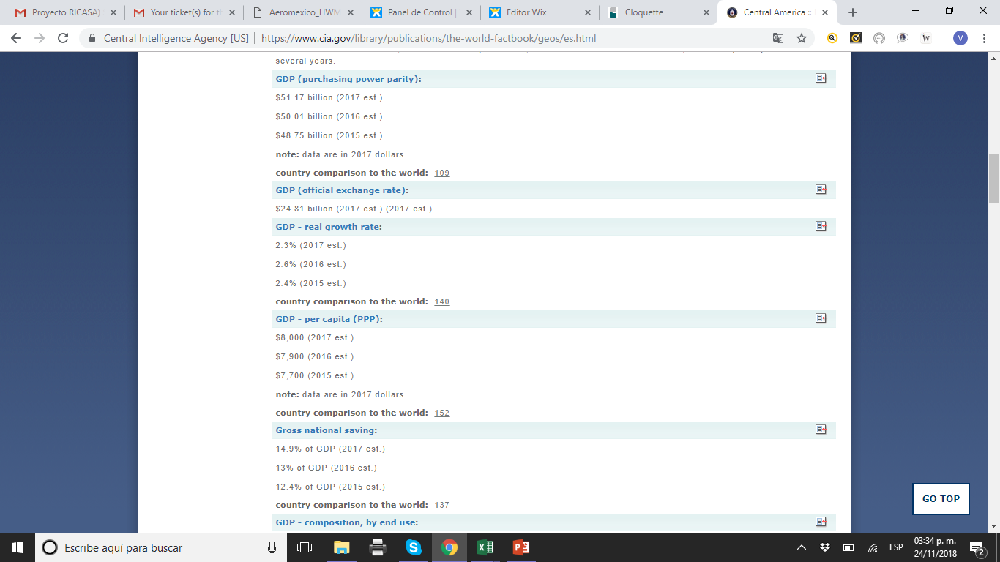 Proyecto RICASA)
Your ticket(s) for t
Aeromexico_HWM
Panel de Control |
Editor Wix
Cloquette
Central America ::
Central Intelligence Agency [US]
https://www.cia.gov/library/publications/the-world-factbook/geos/es.html
W
V
several years.
GDP (purchasing power parity):
$51.17 billion (2017 est.)
$50.01 billion (2016 est.)
$48.75 billion (2015 est.)
note: data are in 2017 dollars
country comparison to the world: 109
GDP (official exchange rate):
$24.81 billion (2017 est.) (2017 est.)
GDP - real growth rate:
2.3% (2017 est.)
2.6% (2016 est.)
2.4% (2015 est.)
country comparison to the world: 140
GDP - per capita (PPP):
$8,000 (2017 est.)
$7,900 (2016 est.)
$7,700 (2015 est.)
note: data are in 2017 dollars
country comparison to the world: 152
Gross national saving:
14.9% of GDP (2017 est.)
13% of GDP (2016 est.)
12.4% of GDP (2015 est.)
country comparison to the world: 137
GDP - composition, by end use:
GO TOP
Escribe aquí para buscar
ESP
03:34 p. m.
24/11/2018
2